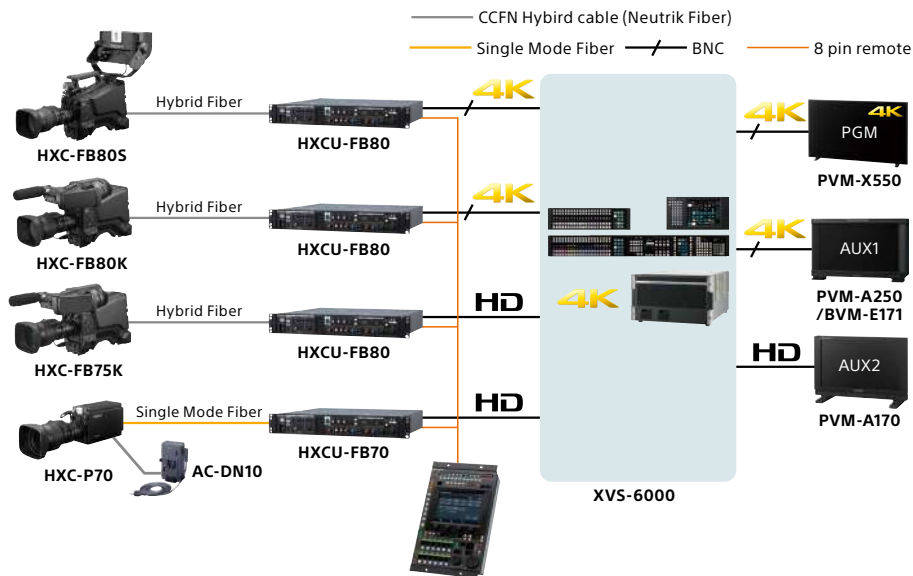 CCFN Hybird cable (Neutrik Fiber)
Single Mode Fiber
BNC
8 pin remote
Hybrid Fiber
4K
4K
4K
PGM
HXC-FB80S
HXCU-FB80
PVM-X550
Hybrid Fiber
4K
4K
AUX1
HXC-FB80K
HXCU-FB80
PVM-A250
/BVM-E171
Hybrid Fiber
HD
4K
HXC-FB75K
HXCU-FB80
HD
AUX2
Single Mode Fiber
HD
PVM-A170
HXC-P70
AC-DN10
HXCU-FB70
XVS-6000